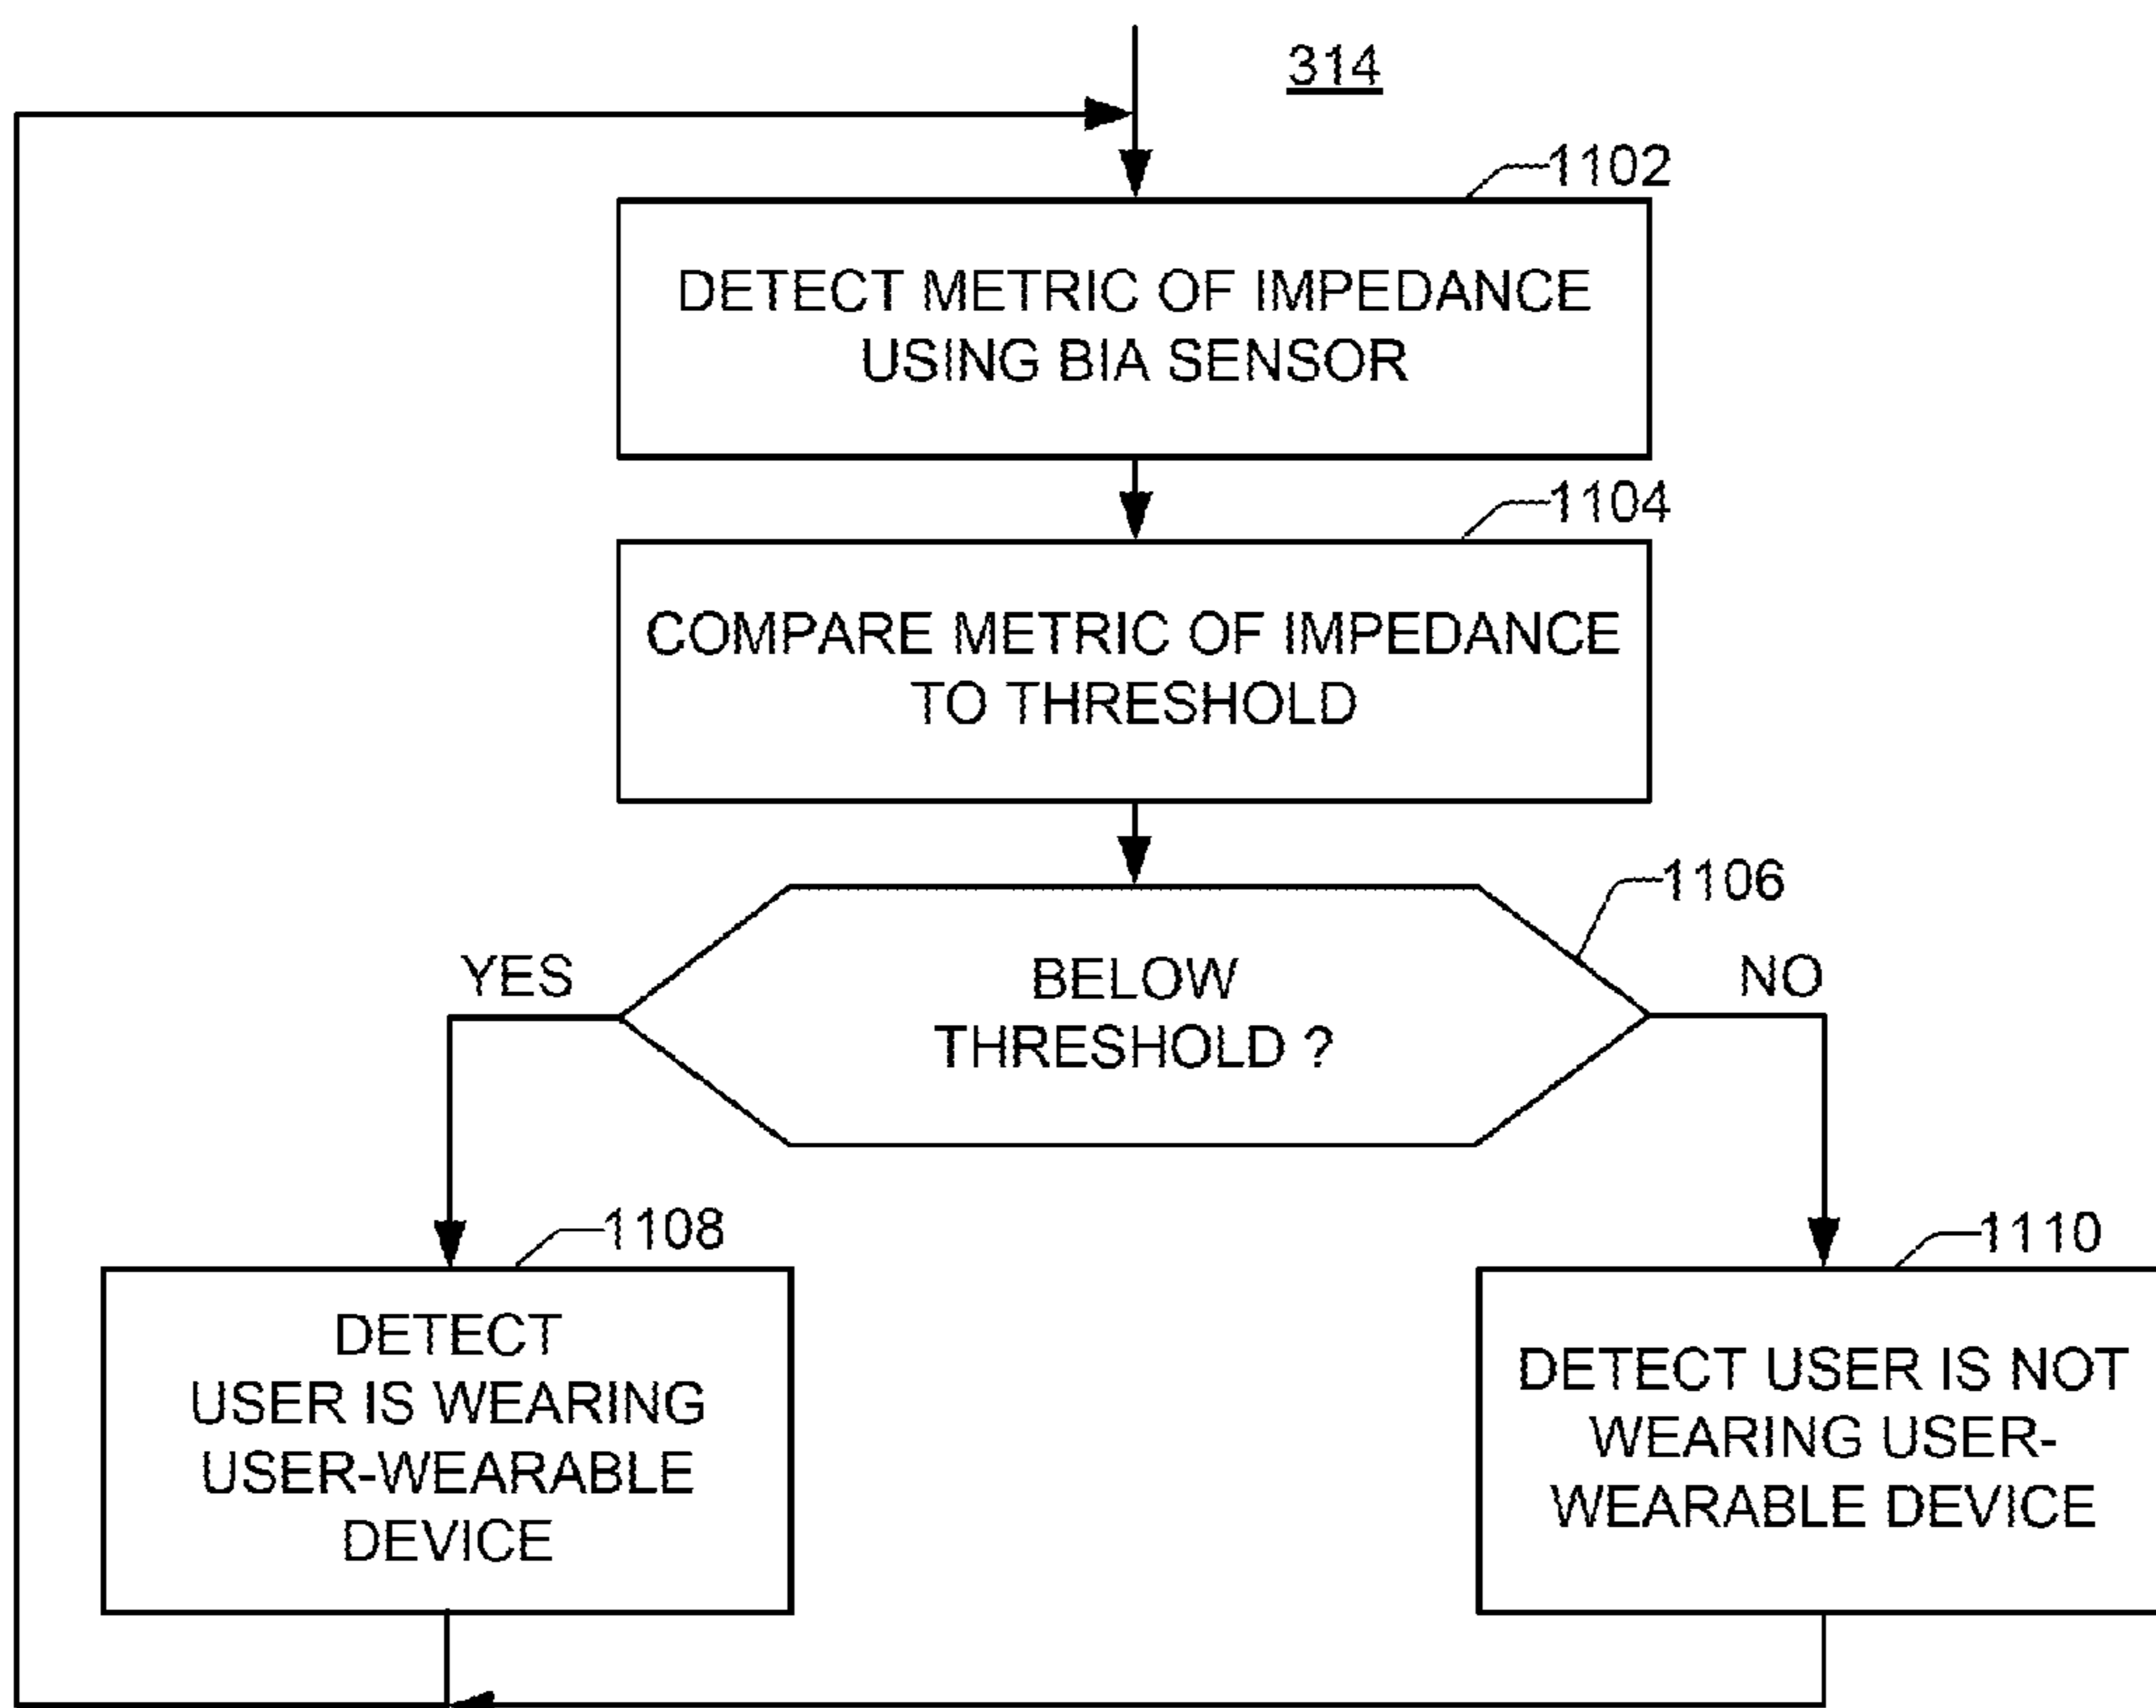 314
1102
DETECT METRIC OF IMPEDANCE
USING BIA SENSOR
1104
COMPARE METRIC OF IMPEDANCE
TO THRESHOLD
1106
YES
BELOW
THRESHOLD ?
NO
1108
DETECT
USER IS WEARING
USER-WEARABLE
DEVICE
1110
DETECT USER IS NOT
WEARING USER-
WEARABLE DEVICE